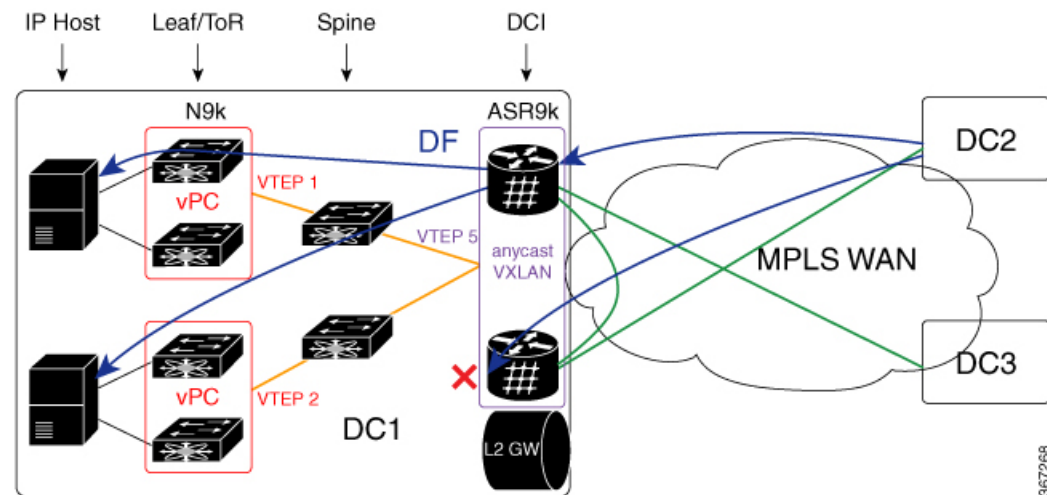 IP Host
Leaf/ToR
Spine
DCI
N9k
ASR9k
DF
DC2
VTEP 1
vPC
VTEP 5
anycast
VXLAN
MPLS WAN
vPC
VTEP 2
DC3
DC1
L2 GW
367268